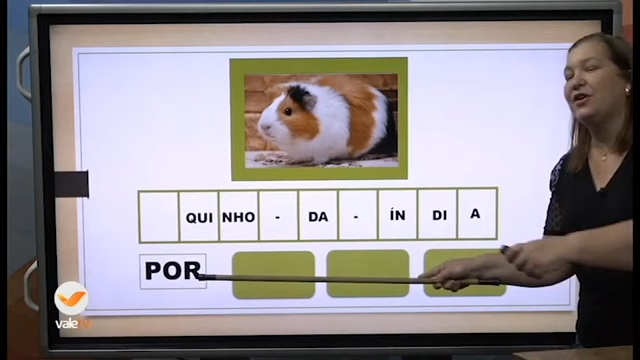 QUI NHO - DA - ÍN DI A
POR
vale tv